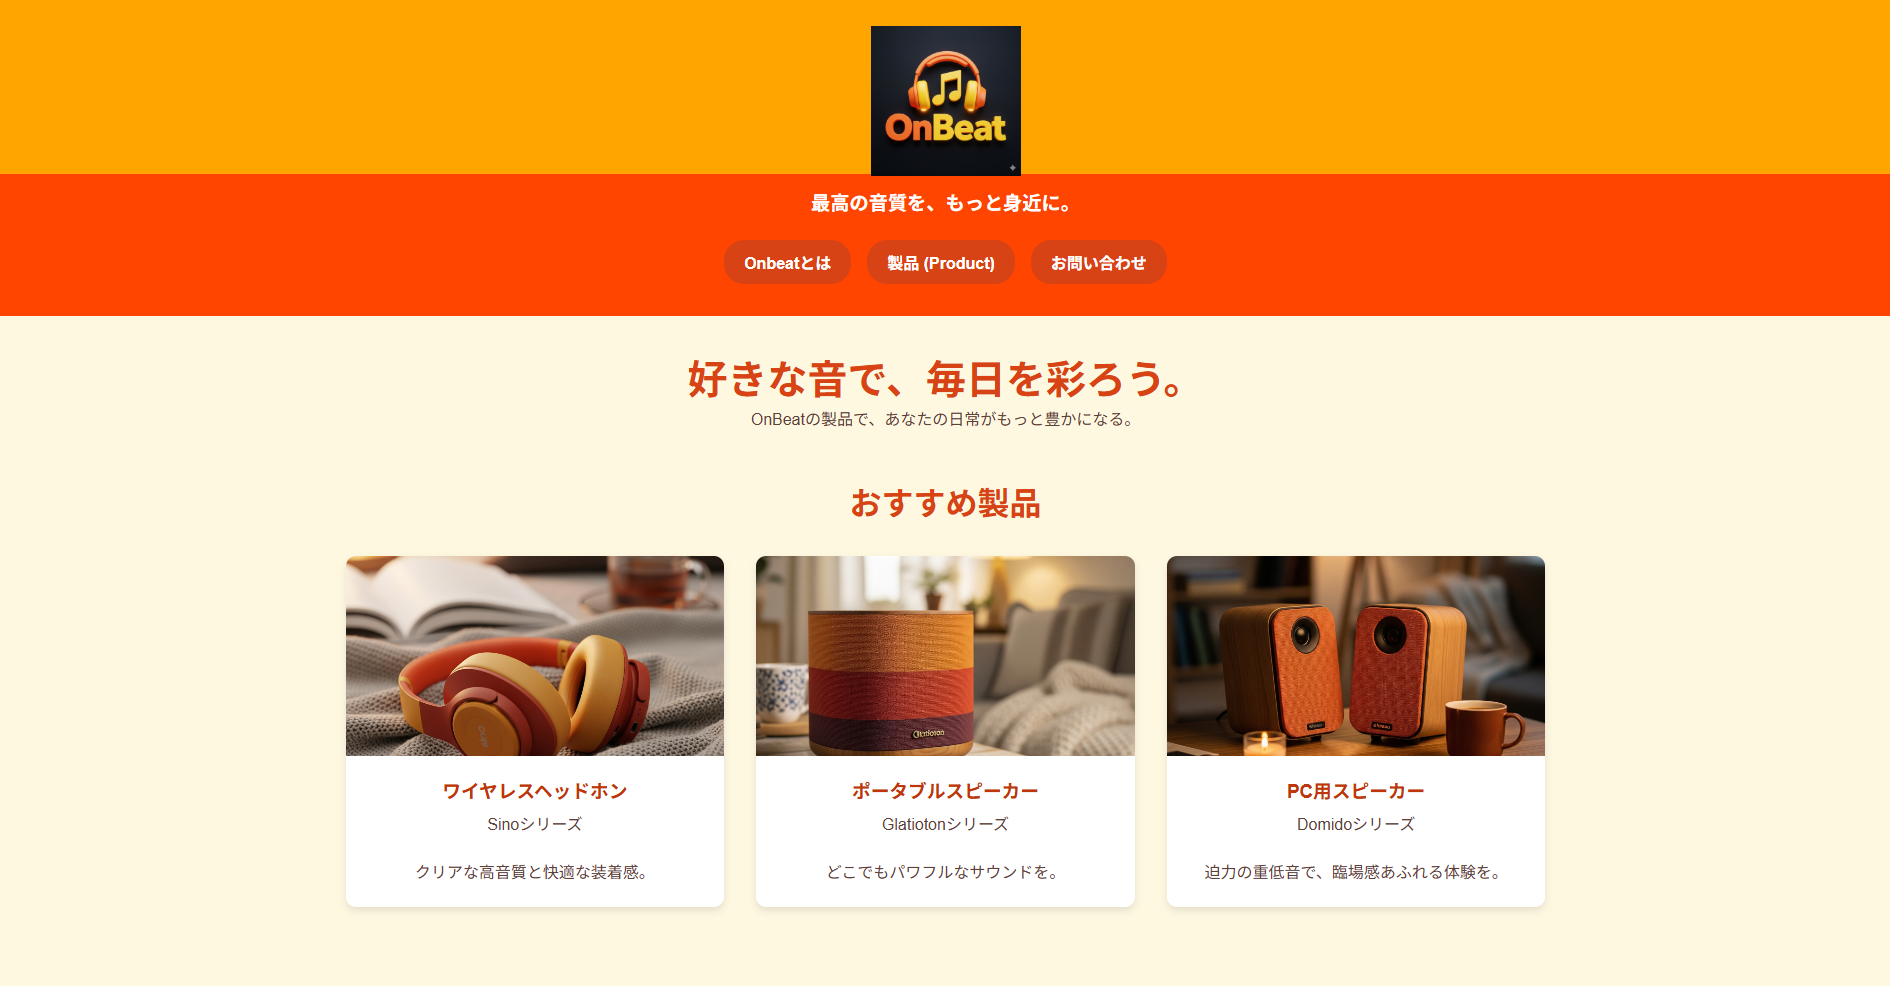 OnBeat
最高の音質を、もっと身近に。
Onbeatとは
製品 (Product)
お問い合わせ
好きな音で、毎日を彩ろう。
OnBeatの製品で、あなたの日常がもっと豊かになる。
おすすめ製品
Glatioton
ワイヤレスヘッドホン
Sinoシリーズ
クリアな高音質と快適な装着感。
ポータブルスピーカー
Glatiotonシリーズ
どこでもパワフルなサウンドを。
PC用スピーカー
Domidoシリーズ
迫力の重低音で、臨場感あふれる体験を。